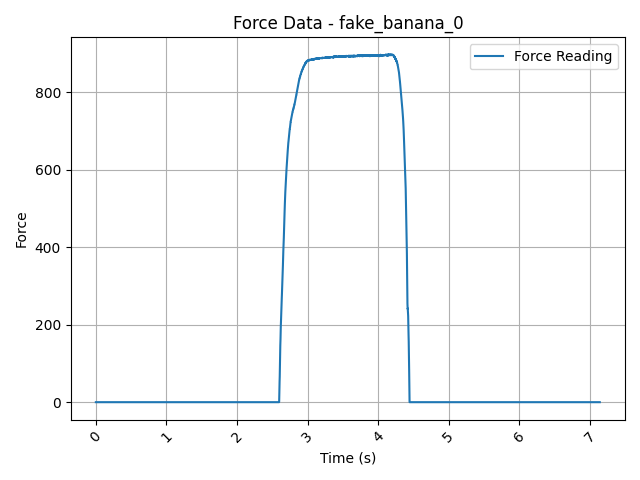 Force Data - fake_banana_0
Force Reading
800
600
400
200
0
Force
0 1 2 3 4 5 6 7
Time (s)